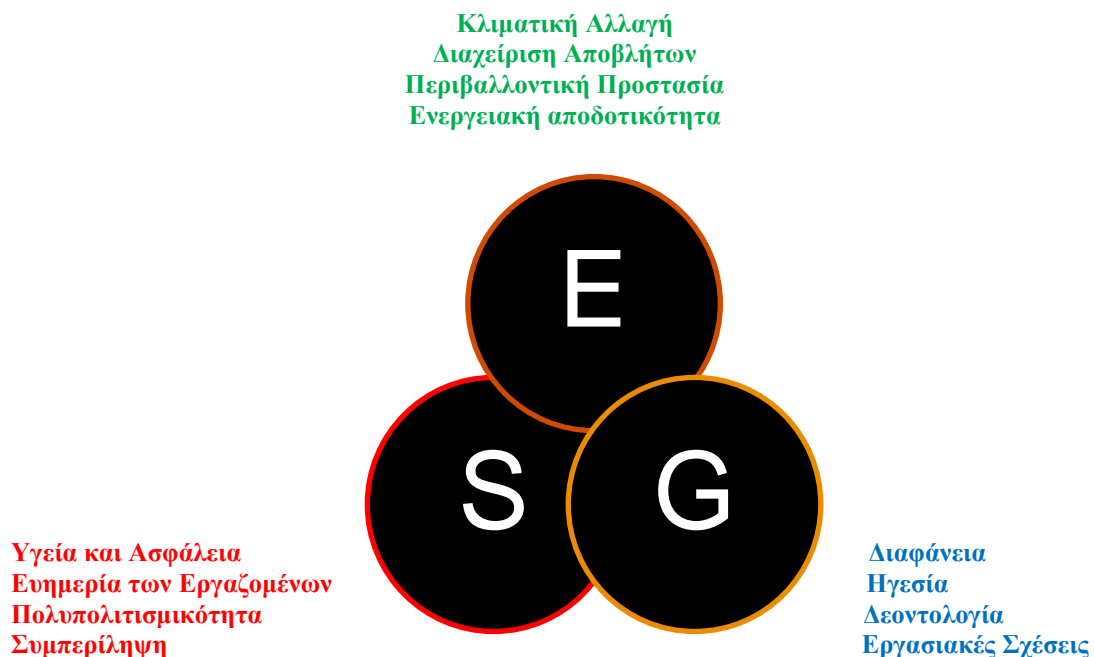 Κλιματική Αλλαγή
Διαχείριση Αποβλήτων
Περιβαλλοντική Προστασία
Ενεργειακή αποδοτικότητα
E
S
G
Υγεία και Ασφάλεια
Ευημερία των Εργαζομένων
Πολυπολιτισμικότητα
Συμπερίληψη
Διαφάνεια
Ηγεσία
Δεοντολογία
Εργασιακές Σχέσεις